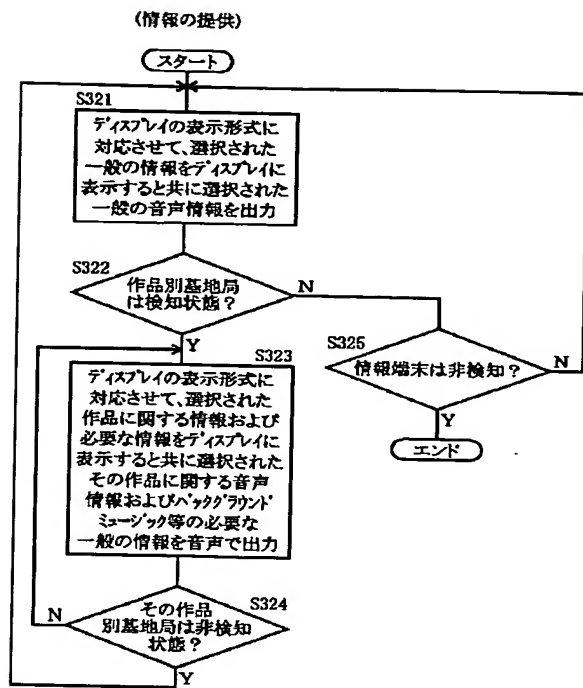 (情報の提供)
スタート
S321
ディスプレイの表示形式に
対応させて、選択された
一般の情報をディスプレイに
表示すると共に選択された
一般の音声情報を出力
S322
作品別基地局
は検知状態?
N
Y
S325
情報端末は非検知?
N
Y
エンド
S323
ディスプレイの表示形式に
対応させて、選択された
作品に関する情報および
必要な情報をディスプレイに
表示すると共に選択された
その作品に関する音声
情報およびバックグラウンド
ミュージック等の必要な
一般の情報を音声で出力
S324
その作品
別基地局は非検知
状態?
N
Y